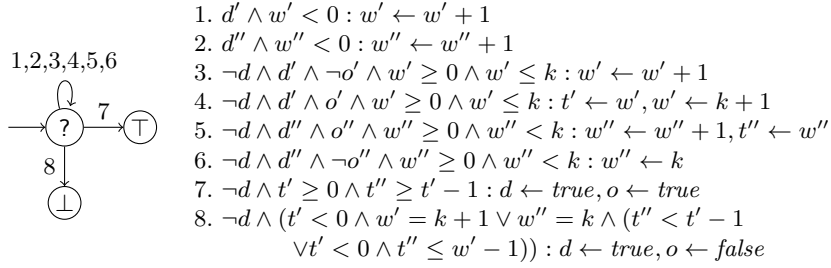 1,2,3,4,5,6
?
7
⊤
8
⊥
1. d′ ∧ w′ < 0 : w′ ← w′ + 1
2. d″ ∧ w″ < 0 : w″ ← w″ + 1
3. ¬d ∧ d′ ∧ ¬o′ ∧ w′ ≥ 0 ∧ w′ ≤ k : w′ ← w′ + 1
4. ¬d ∧ d′ ∧ o′ ∧ w′ ≥ 0 ∧ w′ ≤ k : t′ ← w′, w′ ← k + 1
5. ¬d ∧ d″ ∧ o″ ∧ w″ ≥ 0 ∧ w″ < k : w″ ← w″ + 1, t″ ← w″
6. ¬d ∧ d″ ∧ ¬o″ ∧ w″ ≥ 0 ∧ w″ < k : w″ ← k
7. ¬d ∧ t′ ≥ 0 ∧ t″ ≥ t′ − 1 : d ← true, o ← true
8. ¬d ∧ (t′ < 0 ∧ w′ = k + 1 ∨ w″ = k ∧ (t″ < t′ − 1
∨t′ < 0 ∧ t″ ≤ w′ − 1)) : d ← true, o ← false